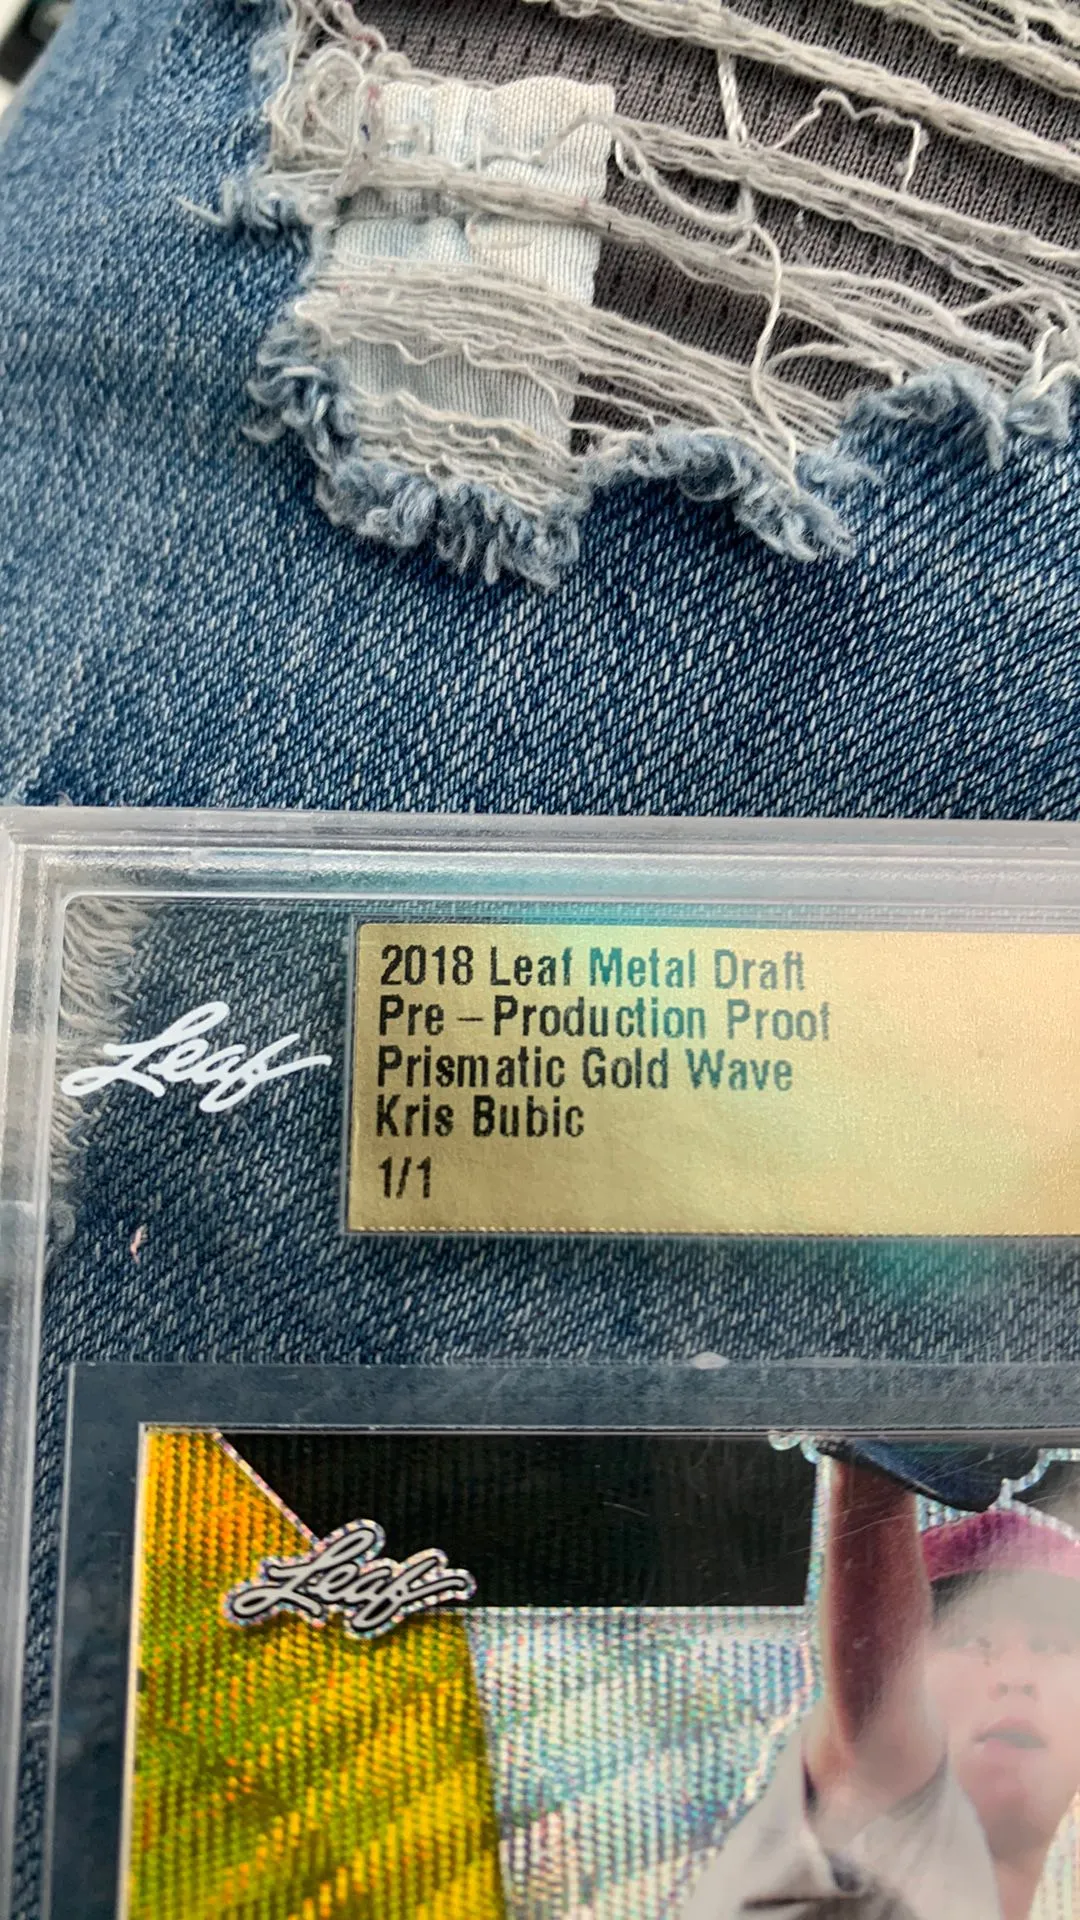 2018 Leaf Metal Draft
Pre-Production Proof
Prismatic Gold Wave
Kris Bubic
1/1
Leaf
Leaf